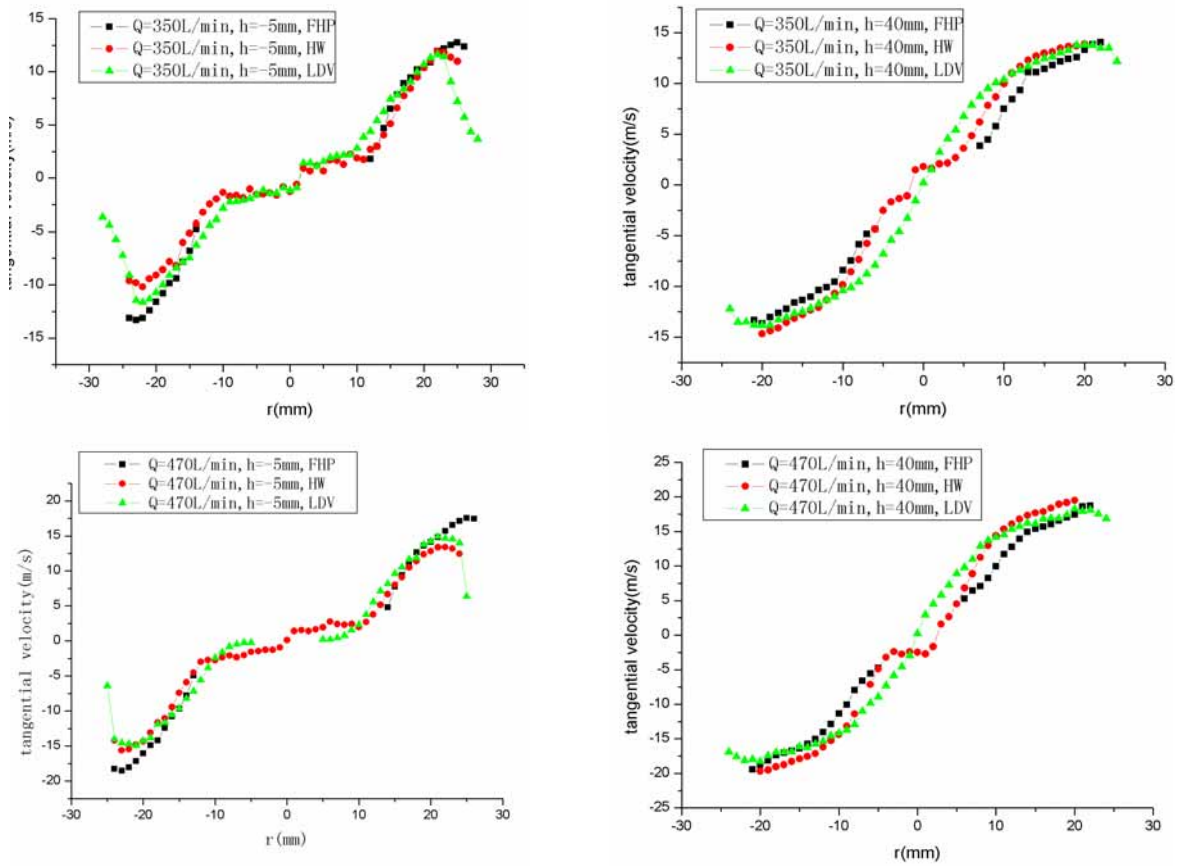 Q=350L/min,h=-5mm,FHP
Q=350L/min,h=-5mm,HW
Q=350L/min,h=-5mm,LDV
15
10
5
0
-5
-10
-15
-30 -20 -10 0 10 20 30
r(mm)
Q=350L/min,h=40mm,FHP
Q=350L/min,h=40mm,HW
Q=350L/min,h=40mm,LDV
tangential velocity(m/s)
15
10
5
0
-5
-10
-15
-30 -20 -10 0 10 20 30
r(mm)
Q=470L/min,h=-5mm,FHP
Q=470L/min,h=-5mm,HW
Q=470L/min,h=-5mm,LDV
tangential velocity(m/s)
20
15
10
5
0
-5
-10
-15
-20
-30 -20 -10 0 10 20 30
r(mm)
Q=470L/min,h=40mm,FHP
Q=470L/min,h=40mm,HW
Q=470L/min,h=40mm,LDV
tangential velocity(m/s)
25
20
15
10
5
0
-5
-10
-15
-20
-25
-30 -20 -10 0 10 20 30
r(mm)